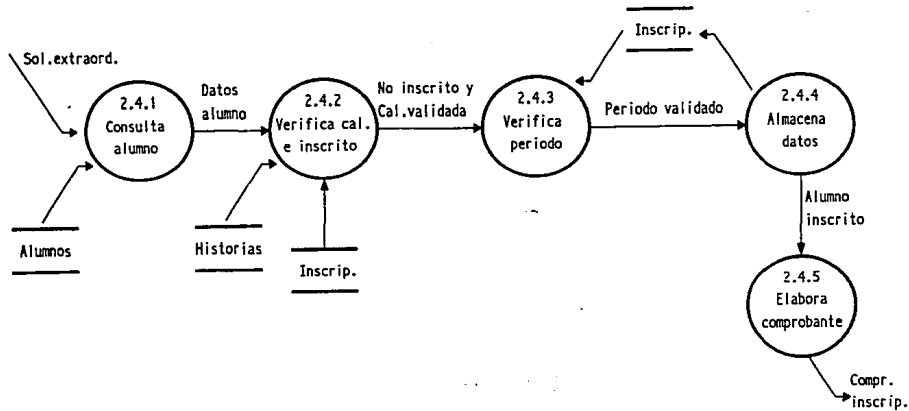 Inscrip.
Sol.extraord.
2.4.1
Consulta
alumno
Datos
alumno
2.4.2
Verifica cal.
e inscrito
No inscrito y
Cal.validada
2.4.3
Verifica
periodo
Periodo validado
2.4.4
Almacena
datos
Alumnos
Historias
Inscrip.
Alumno
inscrito
2.4.5
Elabora
comprobante
Compr.
inscrip.